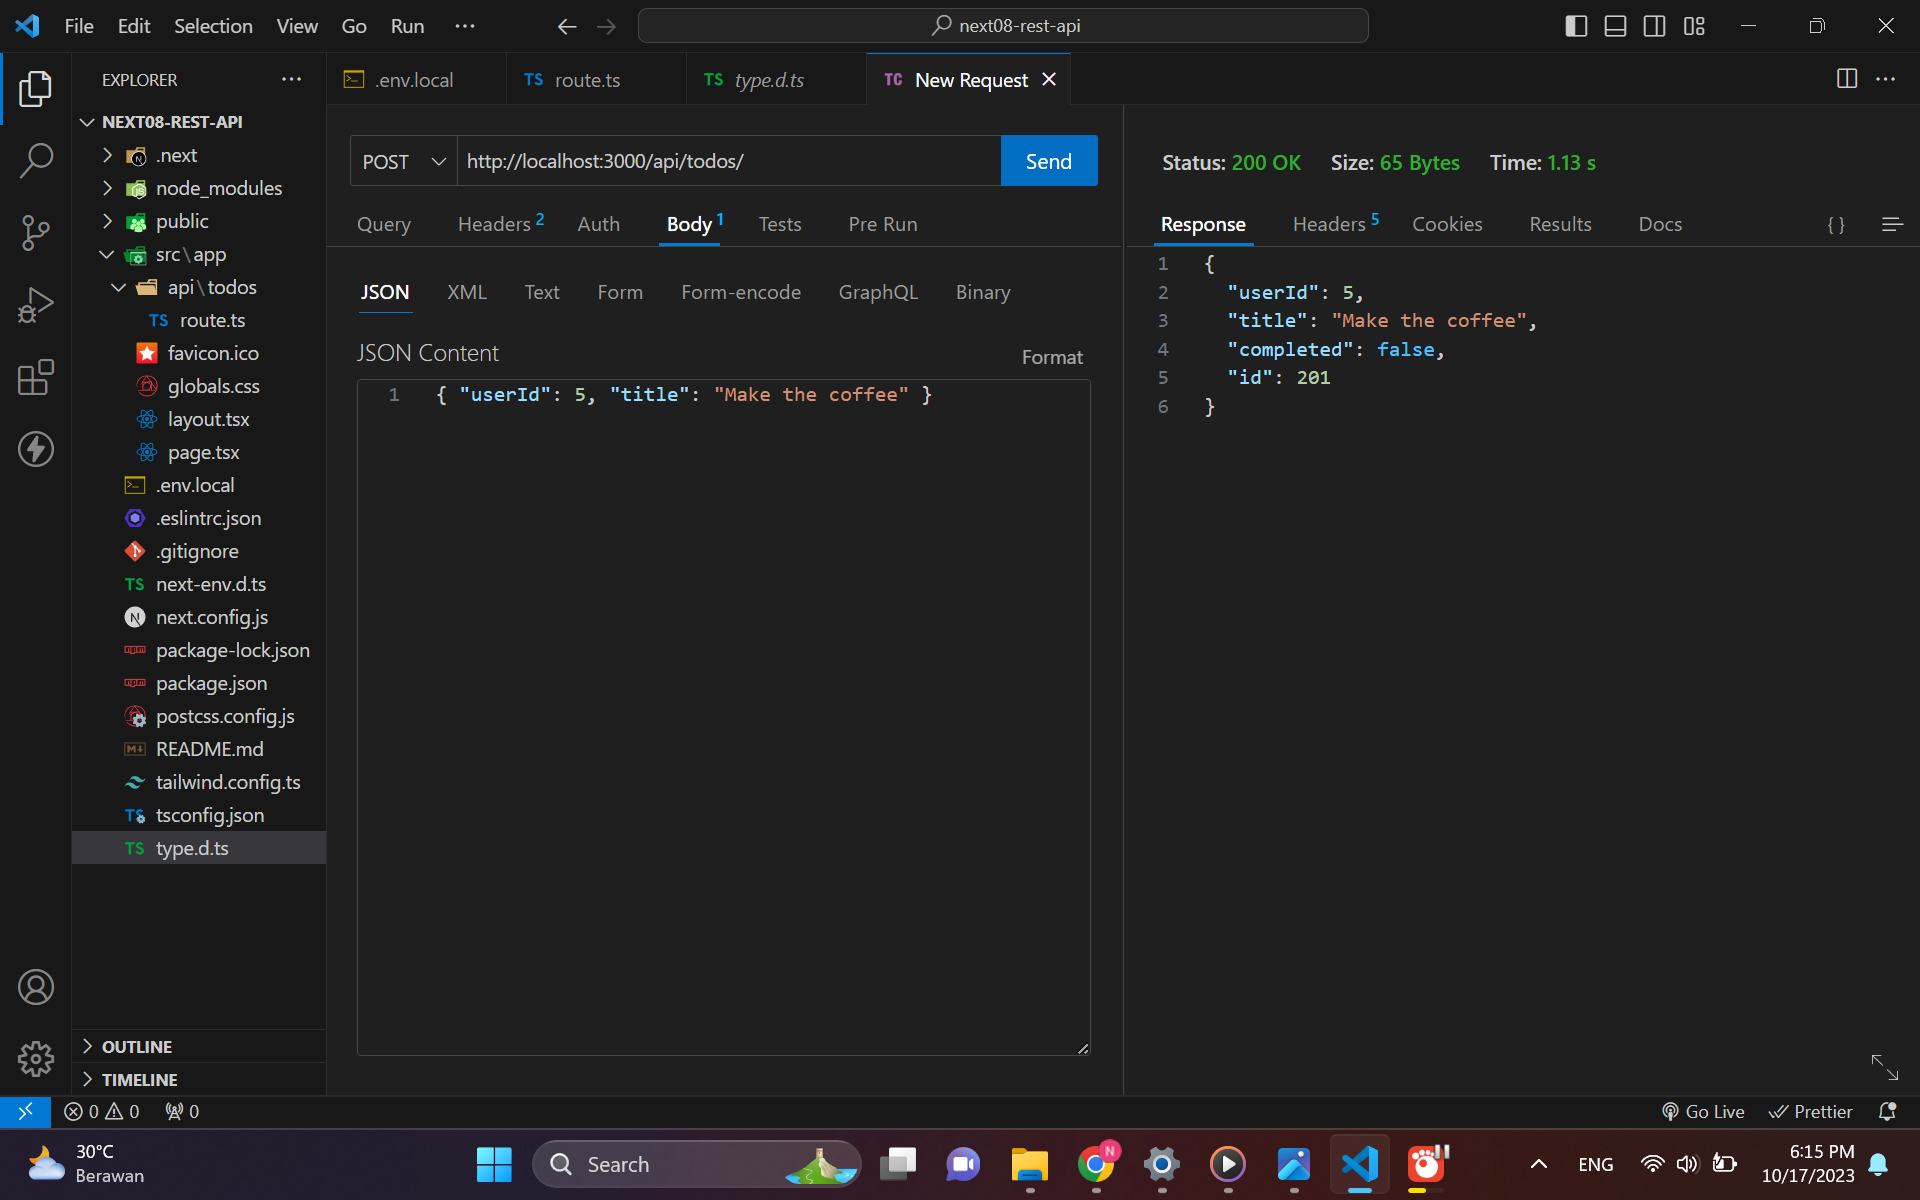 File Edit Selection View Go Run ···
next08-rest-api
EXPLORER ···
NEXT08-REST-API
.next
node_modules
public
src\app
api\todos
TS route.ts
favicon.ico
globals.css
layout.tsx
page.tsx
.env.local
.eslintrc.json
.gitignore
TS next-env.d.ts
N next.config.js
package-lock.json
package.json
postcss.config.js
README.md
tailwind.config.ts
TS tsconfig.json
TS type.d.ts
OUTLINE
TIMELINE
.env.local
TS route.ts
TS type.d.ts
TC New Request
POST http://localhost:3000/api/todos/ Send
Query Headers 2 Auth Body 1 Tests Pre Run
JSON XML Text Form Form-encode GraphQL Binary
JSON Content Format
1 { "userId": 5, "title": "Make the coffee" }
Status: 200 OK Size: 65 Bytes Time: 1.13 s
Response Headers 5 Cookies Results Docs { }
1 {
2 "userId": 5,
3 "title": "Make the coffee",
4 "completed": false,
5 "id": 201
6 }
0 0 0 Go Live Prettier
30°C
Berawan
Search
N
ENG
6:15 PM
10/17/2023